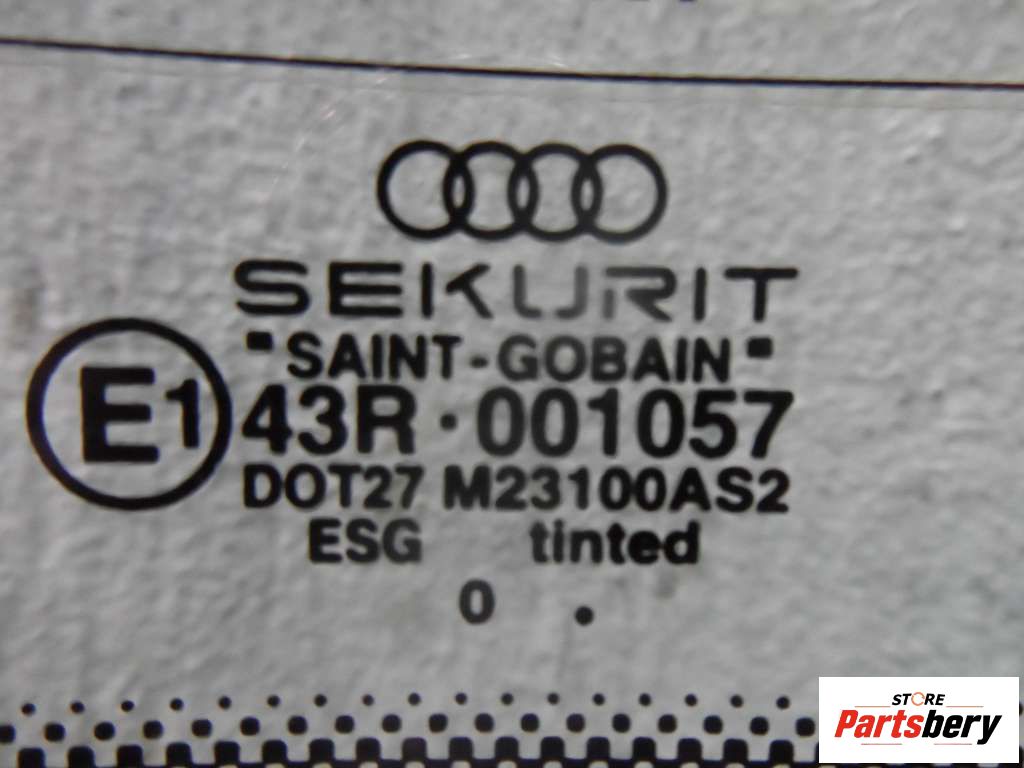 SEKURIT
"SAINT-GOBAIN"
E1 43R · 001057
DOT27 M23100AS2
ESG tinted
0 .
STORE
Partsbery